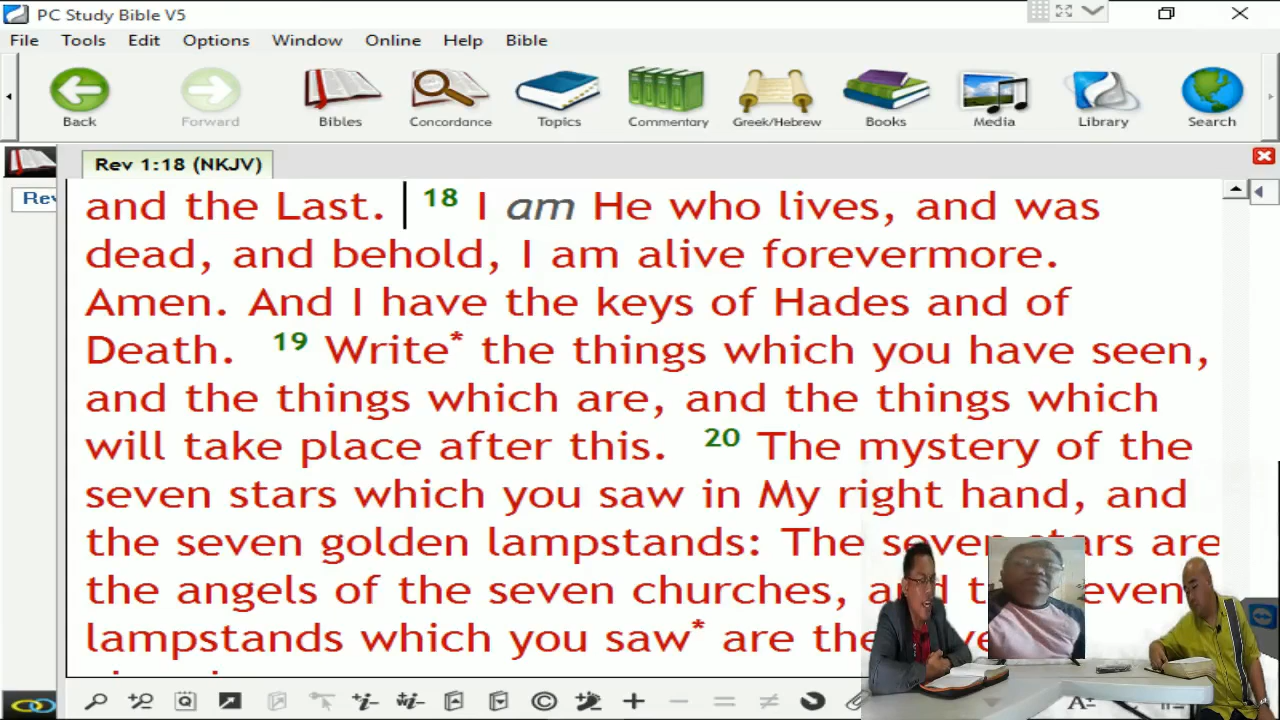 PC Study Bible V5
File Tools Edit Options Window Online Help Bible
Back Forward Bibles Concordance Topics Commentary Greek/Hebrew Books Media Library Search
Rev 1:18 (NKJV)
Rev
and the Last. 18 I am He who lives, and was
dead, and behold, I am alive forevermore.
Amen. And I have the keys of Hades and of
Death. 19 Write* the things which you have seen,
and the things which are, and the things which
will take place after this. 20 The mystery of the
seven stars which you saw in My right hand, and
the seven golden lampstands: The seven stars are
the angels of the seven churches, and
lampstands which you saw* are the